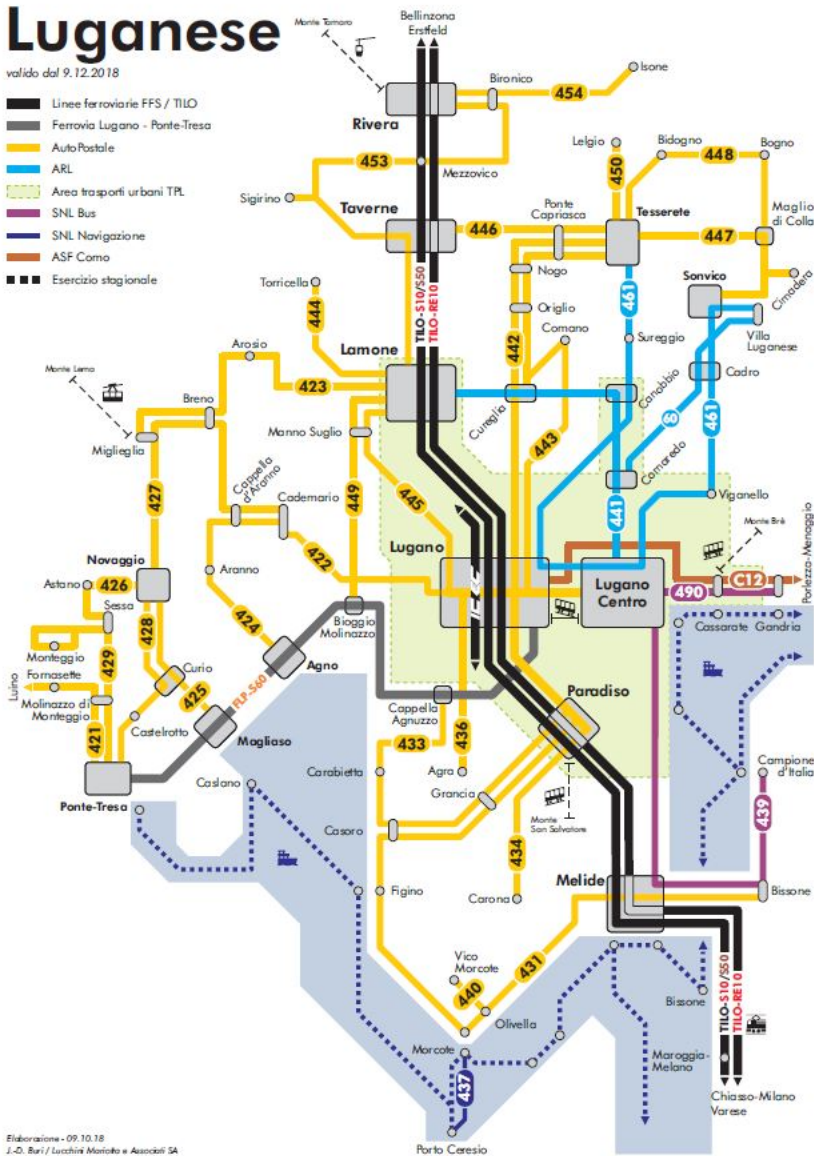 Luganese
valido dal 9.12.2018
Linee ferroviarie FFS / TILO
Ferrovia Lugano - Ponte-Tresa
AutoPostale
ARL
Area trasporti urbani TPL
SNL Bus
SNL Navigazione
ASF Como
Esercizio stagionale
Bellinzona
Erstfeld
Monte Tamaro
Rivera
Bironico
454
Isone
453
Mezzovico
Sigirino
Taverne
446
Ponte
Capriasca
Lelgio
450
Bidogno
448
Bogno
Tesserete
447
Maglio
di Colla
Cimadera
Sonvico
Villa
Luganese
Nogo
Origlio
Comano
442
461
Sureggio
Torricella
444
TILO-S10/S50
TILO-RE10
Lamone
Arosio
423
Monte Lema
Breno
Miglieglia
Manno Suglio
Cureglia
Canobbio
Cadro
461
443
Comaredo
427
Cappella
d'Aranno
Cademario
449
445
441
Viganello
Lugano
Monte Brè
422
Novaggio
Aranno
Astano
426
Sessa
Lugano
Centro
490
C12
Porlezza-Menaggio
Cassarate
Gandria
424
Bioggio
Molinazzo
428
429
Monteggio
Agno
Curio
425
FLP-S60
Fornasette
Luino
Molinazzo di
Monteggio
421
Castelrotto
Magliaso
Cappella
Agnuzzo
Paradiso
433
436
Ponte-Tresa
Caslano
Carabietta
Agra
Grancia
Campione
d'Italia
439
Monte
San Salvatore
Casoro
434
Melide
Figino
Carona
Bissone
Vico
Morcote
440
431
Olivella
Bissone
TILO-S10/S50
TILO-RE10
Morcote
437
Maroggia-
Melano
Chiasso-Milano
Varese
Porto Ceresio
Elaborazione - 09.10.18
J.-D. Buri / Lucchini Mariotta e Associati SA